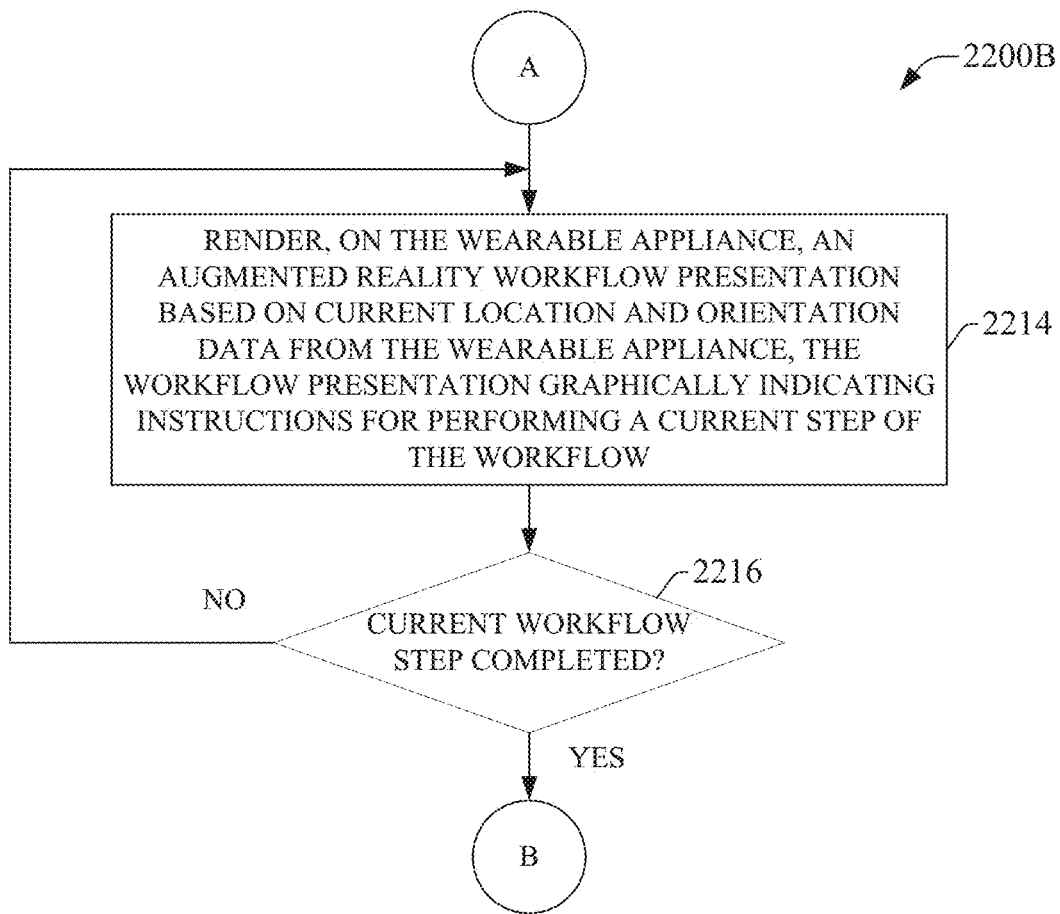 A
2200B
RENDER, ON THE WEARABLE APPLIANCE, AN
AUGMENTED REALITY WORKFLOW PRESENTATION
BASED ON CURRENT LOCATION AND ORIENTATION
DATA FROM THE WEARABLE APPLIANCE, THE
WORKFLOW PRESENTATION GRAPHICALLY INDICATING
INSTRUCTIONS FOR PERFORMING A CURRENT STEP OF
THE WORKFLOW
2214
2216
NO
CURRENT WORKFLOW
STEP COMPLETED?
YES
B